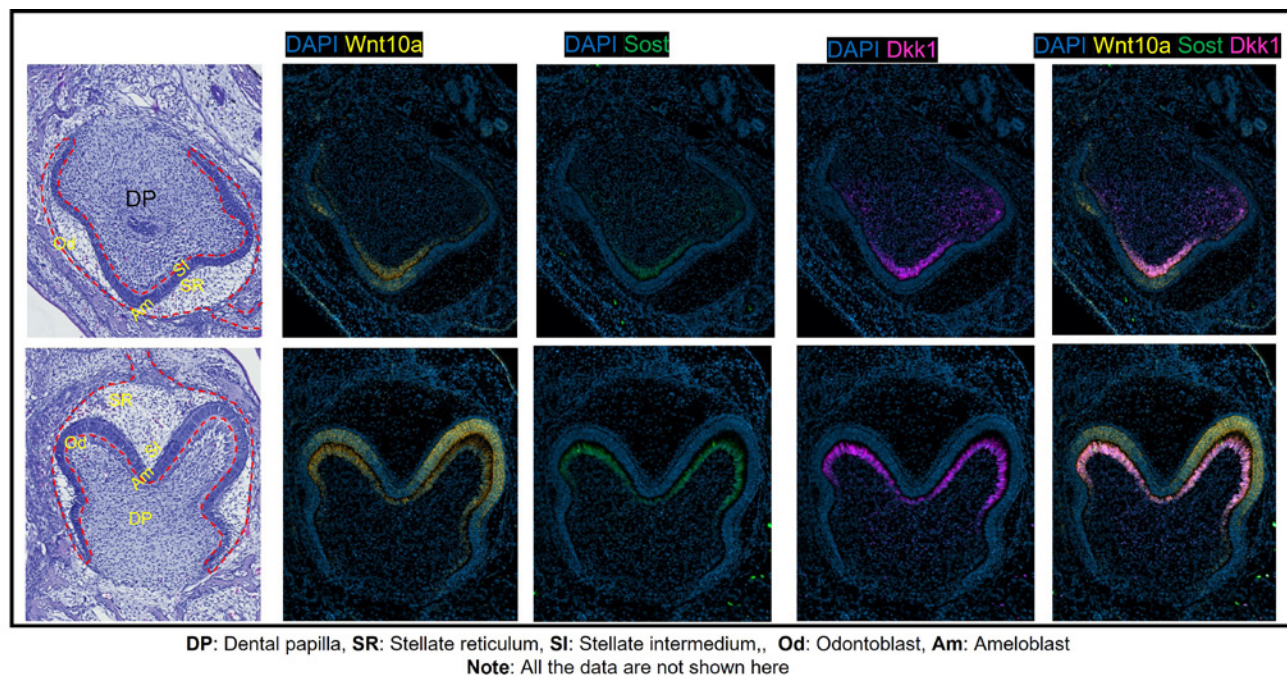 DAPI Wnt10a
DAPI Sost
DAPI Dkk1
DAPI Wnt10a Sost Dkk1
DP
Od
SI
SR
Am
SR
Od
SI
Am
DP
DP: Dental papilla, SR: Stellate reticulum, SI: Stellate intermedium,, Od: Odontoblast, Am: Ameloblast
Note: All the data are not shown here